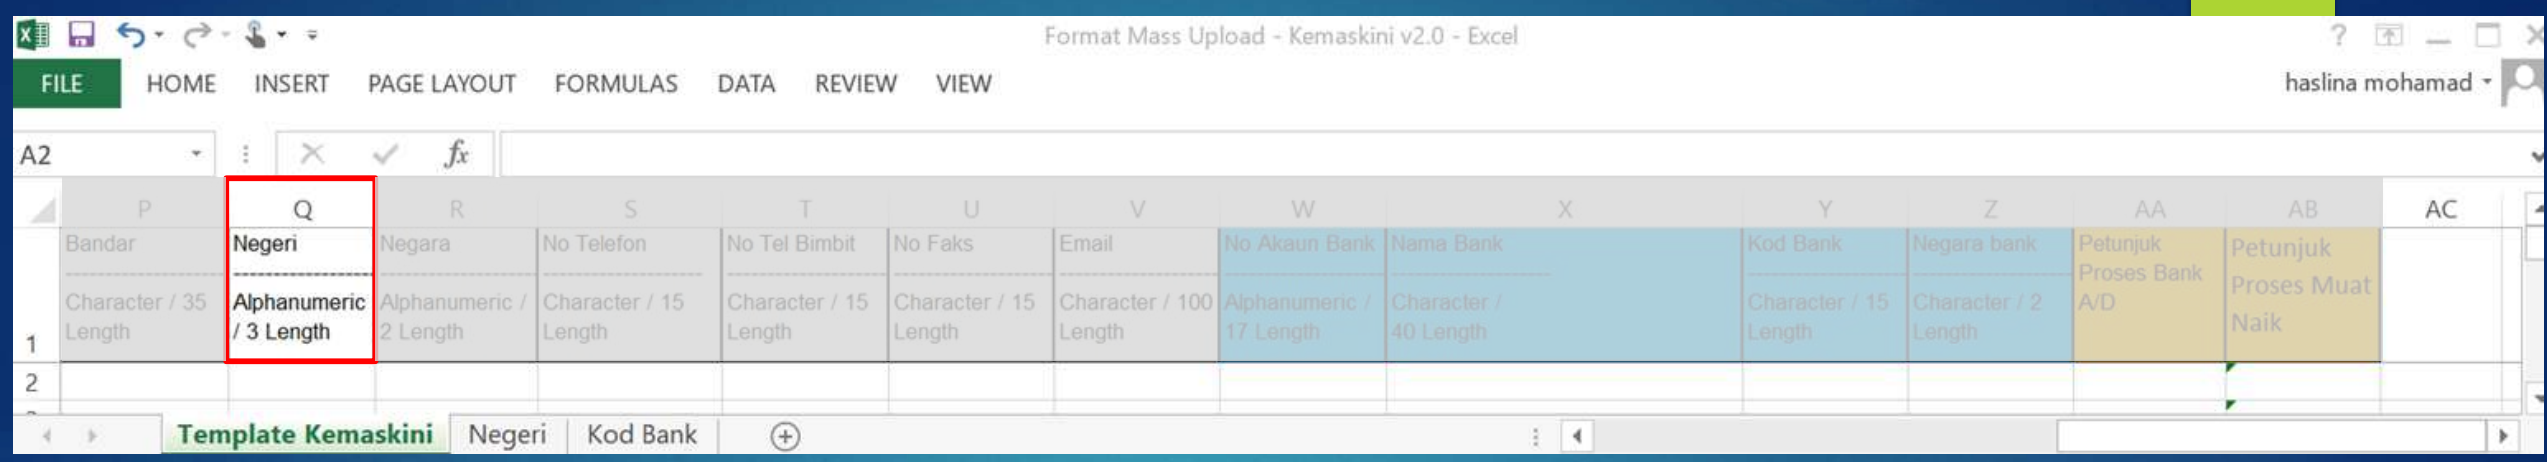 Format Mass Upload - Kemaskini v2.0 - Excel
?
FILE HOME INSERT PAGE LAYOUT FORMULAS DATA REVIEW VIEW
haslina mohamad
A2
fx
P Q R S T U V W X Y Z AA AB AC
1
Bandar
Character / 35
Length
Negeri
Alphanumeric
/ 3 Length
Negara
Alphanumeric /
2 Length
No Telefon
Character / 15
Length
No Tel Bimbit
Character / 15
Length
No Faks
Character / 15
Length
Email
Character / 100
Length
No Akaun Bank
Alphanumeric /
17 Length
Nama Bank
Character /
40 Length
Kod Bank
Character / 15
Length
Negara bank
Character / 2
Length
Petunjuk
Proses Bank
A/D
Petunjuk
Proses Muat
Naik
2
Template Kemaskini Negeri Kod Bank